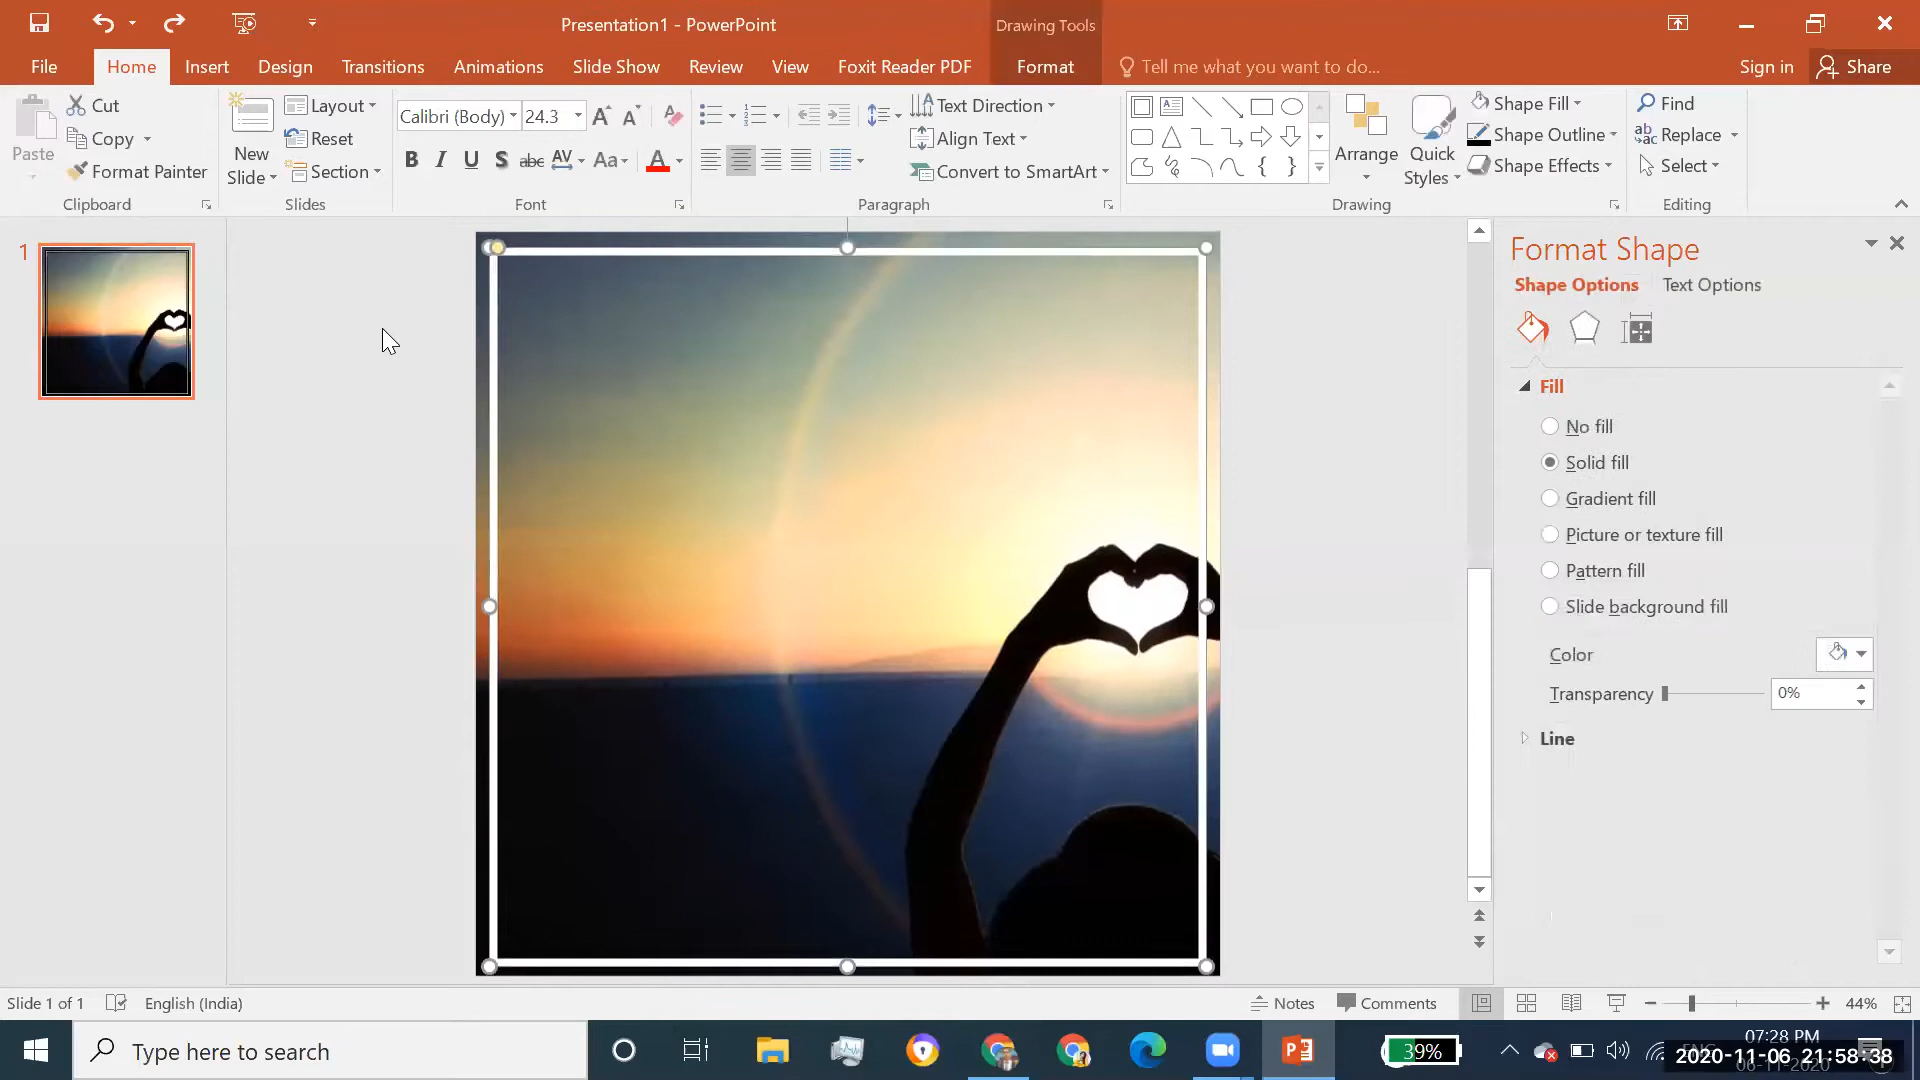 Presentation1 - PowerPoint
Drawing Tools
File
Home
Insert
Design
Transitions
Animations
Slide Show
Review
View
Foxit Reader PDF
Format
Tell me what you want to do...
Sign in
Share
Paste
Cut
Copy
Format Painter
Clipboard
New
Slide
Layout
Reset
Section
Slides
Calibri (Body)
24.3
B I U S abc AV Aa A
Font
Text Direction
Align Text
Convert to SmartArt
Paragraph
Arrange
Quick
Styles
Shape Fill
Shape Outline
Shape Effects
Drawing
Find
Replace
Select
Editing
1
Format Shape
Shape Options
Text Options
Fill
No fill
Solid fill
Gradient fill
Picture or texture fill
Pattern fill
Slide background fill
Color
Transparency
0%
Line
Slide 1 of 1
English (India)
Notes
Comments
44%
Type here to search
39%
07:28 PM
2020-11-06 21:58:38
06-11-2020